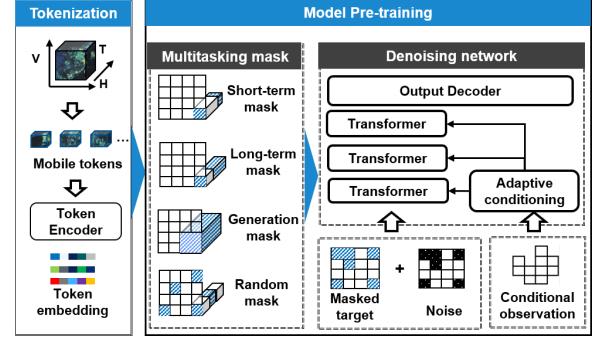 Tokenization
V
T
H
Mobile tokens
...
Token
Encoder
Token
embedding
Model Pre-training
Multitasking mask
Short-term
mask
Long-term
mask
Generation
mask
Random
mask
Denoising network
Output Decoder
Transformer
Transformer
Transformer
Adaptive
conditioning
Masked
target
+
Noise
Conditional
observation